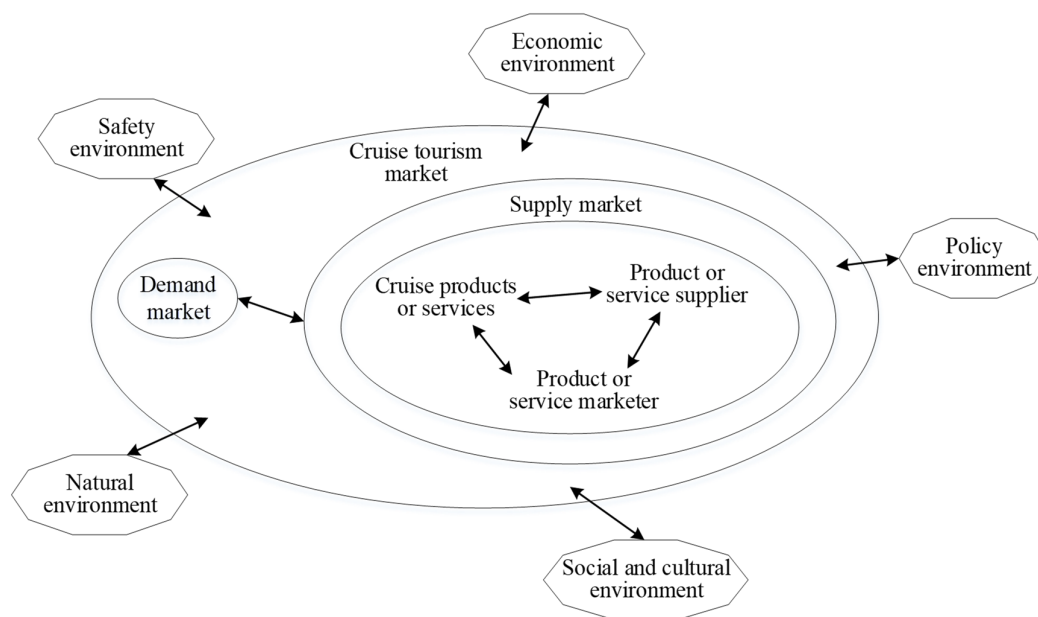 Economic
environment
Safety
environment
Cruise tourism
market
Supply market
Policy
environment
Demand
market
Cruise products
or services
Product or
service supplier
Product or
service marketer
Natural
environment
Social and cultural
environment